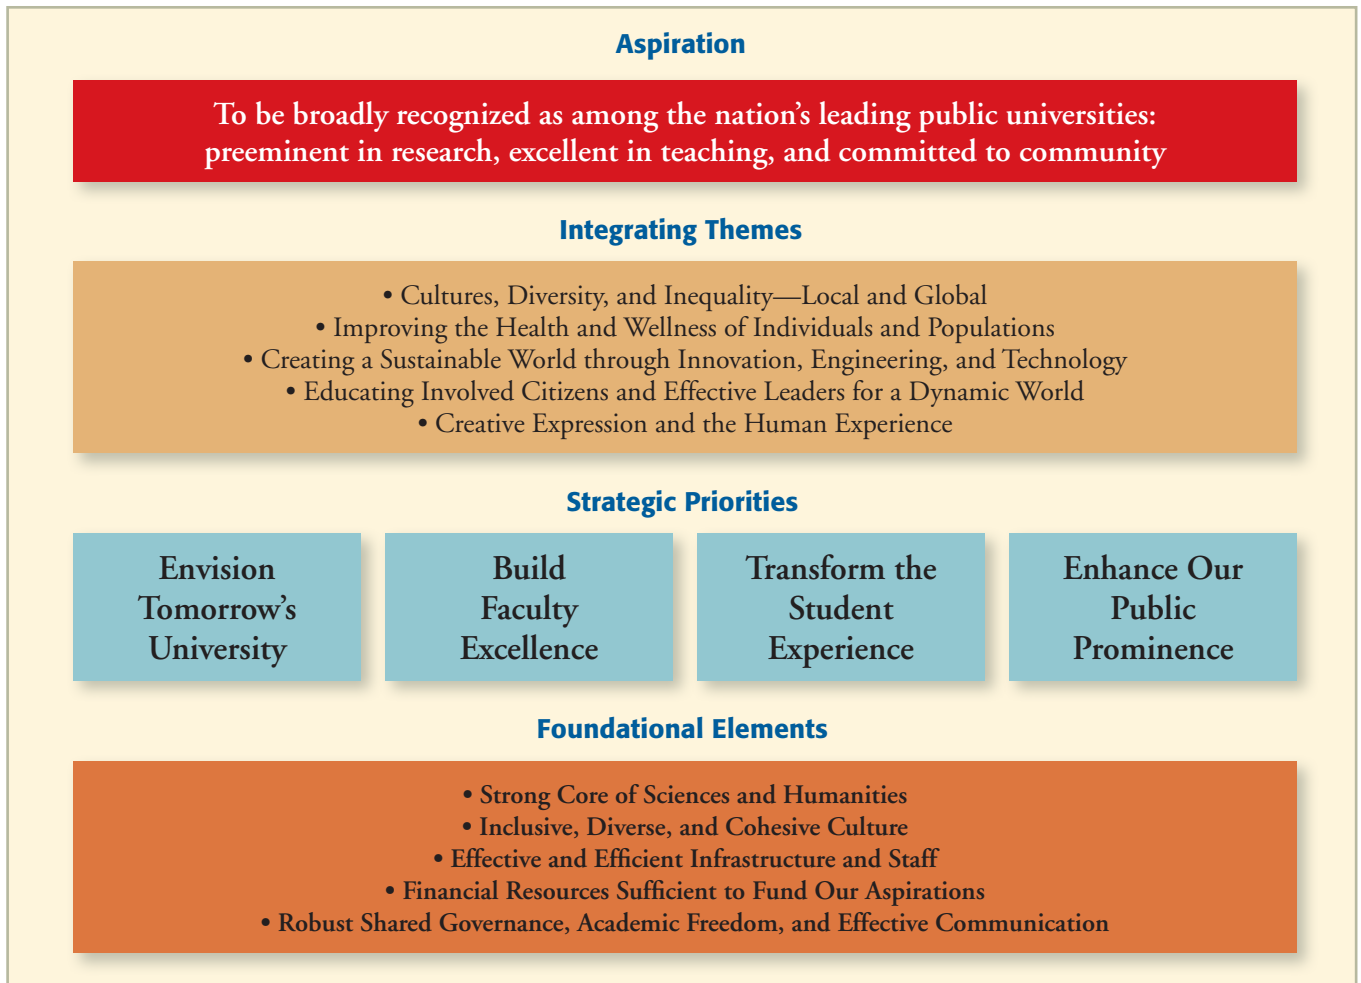 Aspiration
To be broadly recognized as among the nation’s leading public universities:
preeminent in research, excellent in teaching, and committed to community
Integrating Themes
• Cultures, Diversity, and Inequality—Local and Global
• Improving the Health and Wellness of Individuals and Populations
• Creating a Sustainable World through Innovation, Engineering, and Technology
• Educating Involved Citizens and Effective Leaders for a Dynamic World
• Creative Expression and the Human Experience
Strategic Priorities
Envision
Tomorrow’s
University
Build
Faculty
Excellence
Transform the
Student
Experience
Enhance Our
Public
Prominence
Foundational Elements
• Strong Core of Sciences and Humanities
• Inclusive, Diverse, and Cohesive Culture
• Effective and Efficient Infrastructure and Staff
• Financial Resources Sufficient to Fund Our Aspirations
• Robust Shared Governance, Academic Freedom, and Effective Communication